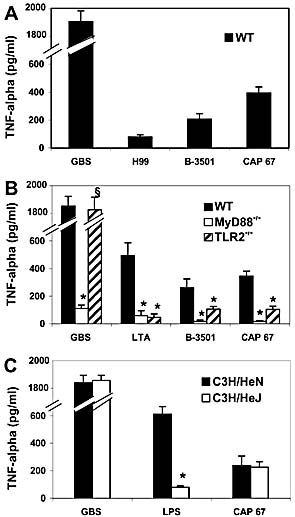 A
TNF-alpha (pg/ml)
2000
1800
600
400
200
0
WT
GBS H99 B-3501 CAP 67
B
TNF-alpha (pg/ml)
2000
1800
600
400
200
0
§
WT
MyD88-/-
TLR2-/-
* * * * * * *
GBS LTA B-3501 CAP 67
C
TNF-alpha (pg/ml)
2000
1800
600
400
200
0
C3H/HeN
C3H/HeJ
*
GBS LPS CAP 67